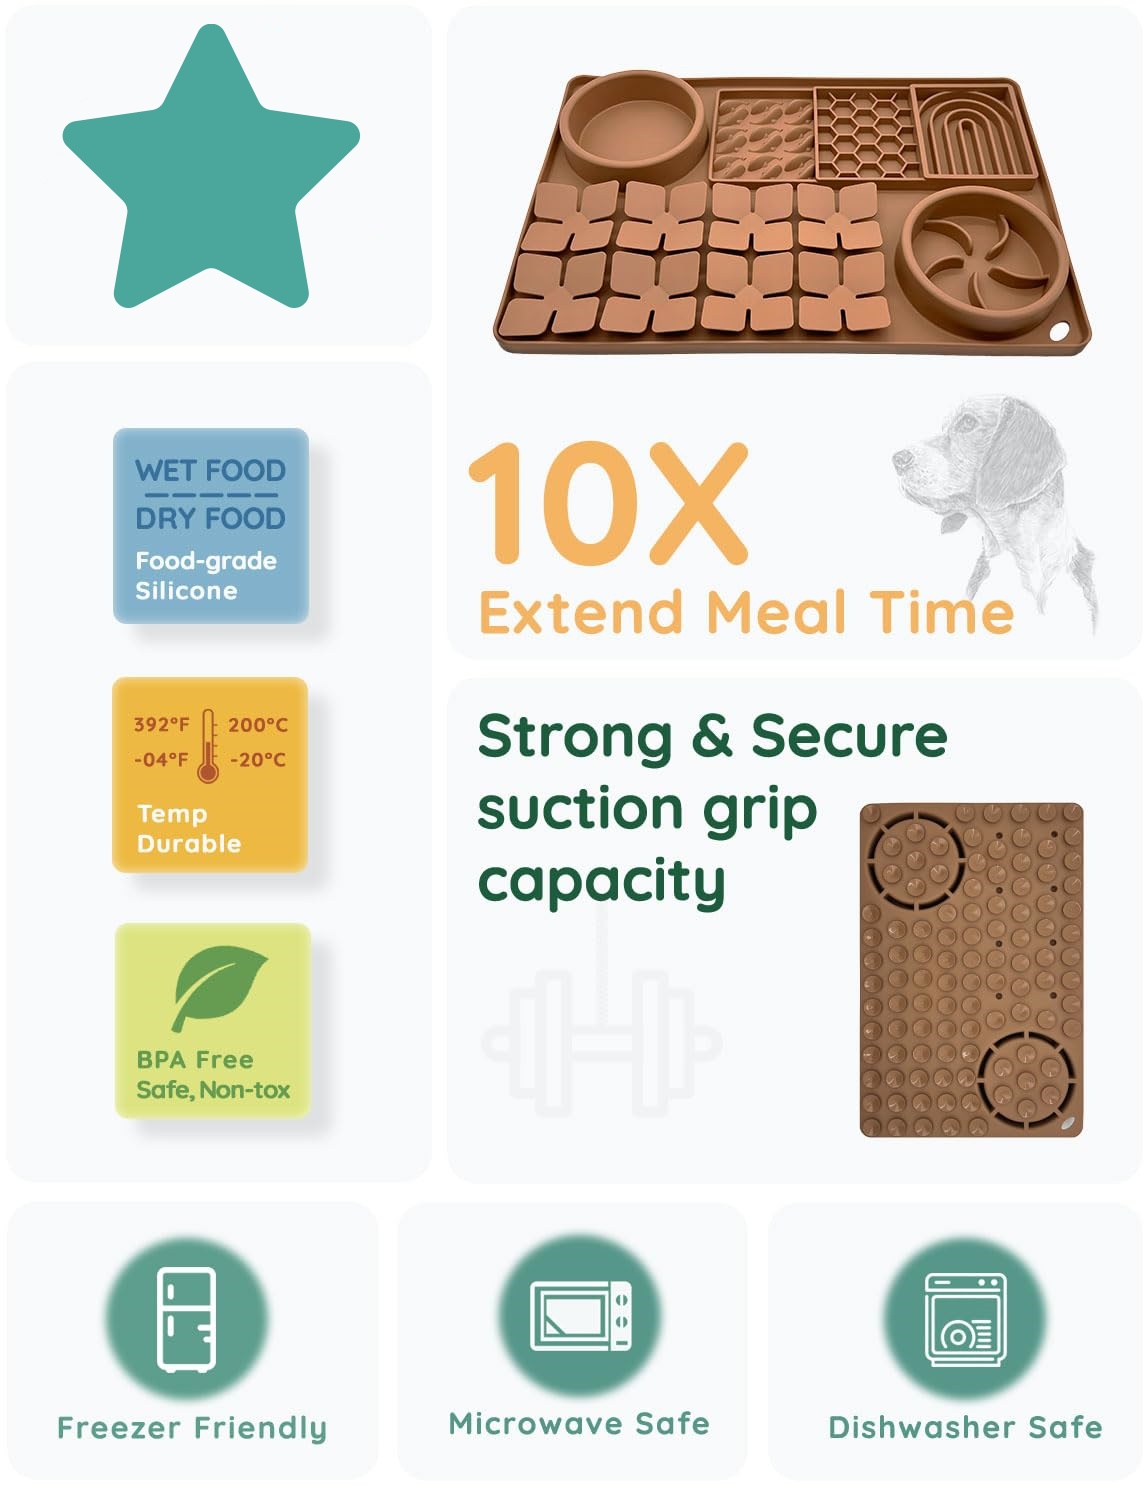 10X
Extend Meal Time
WET FOOD
DRY FOOD
Food-grade
Silicone
392°F 200°C
-04°F -20°C
Temp
Durable
BPA Free
Safe, Non-tox
Strong & Secure
suction grip
capacity
Freezer Friendly
Microwave Safe
Dishwasher Safe